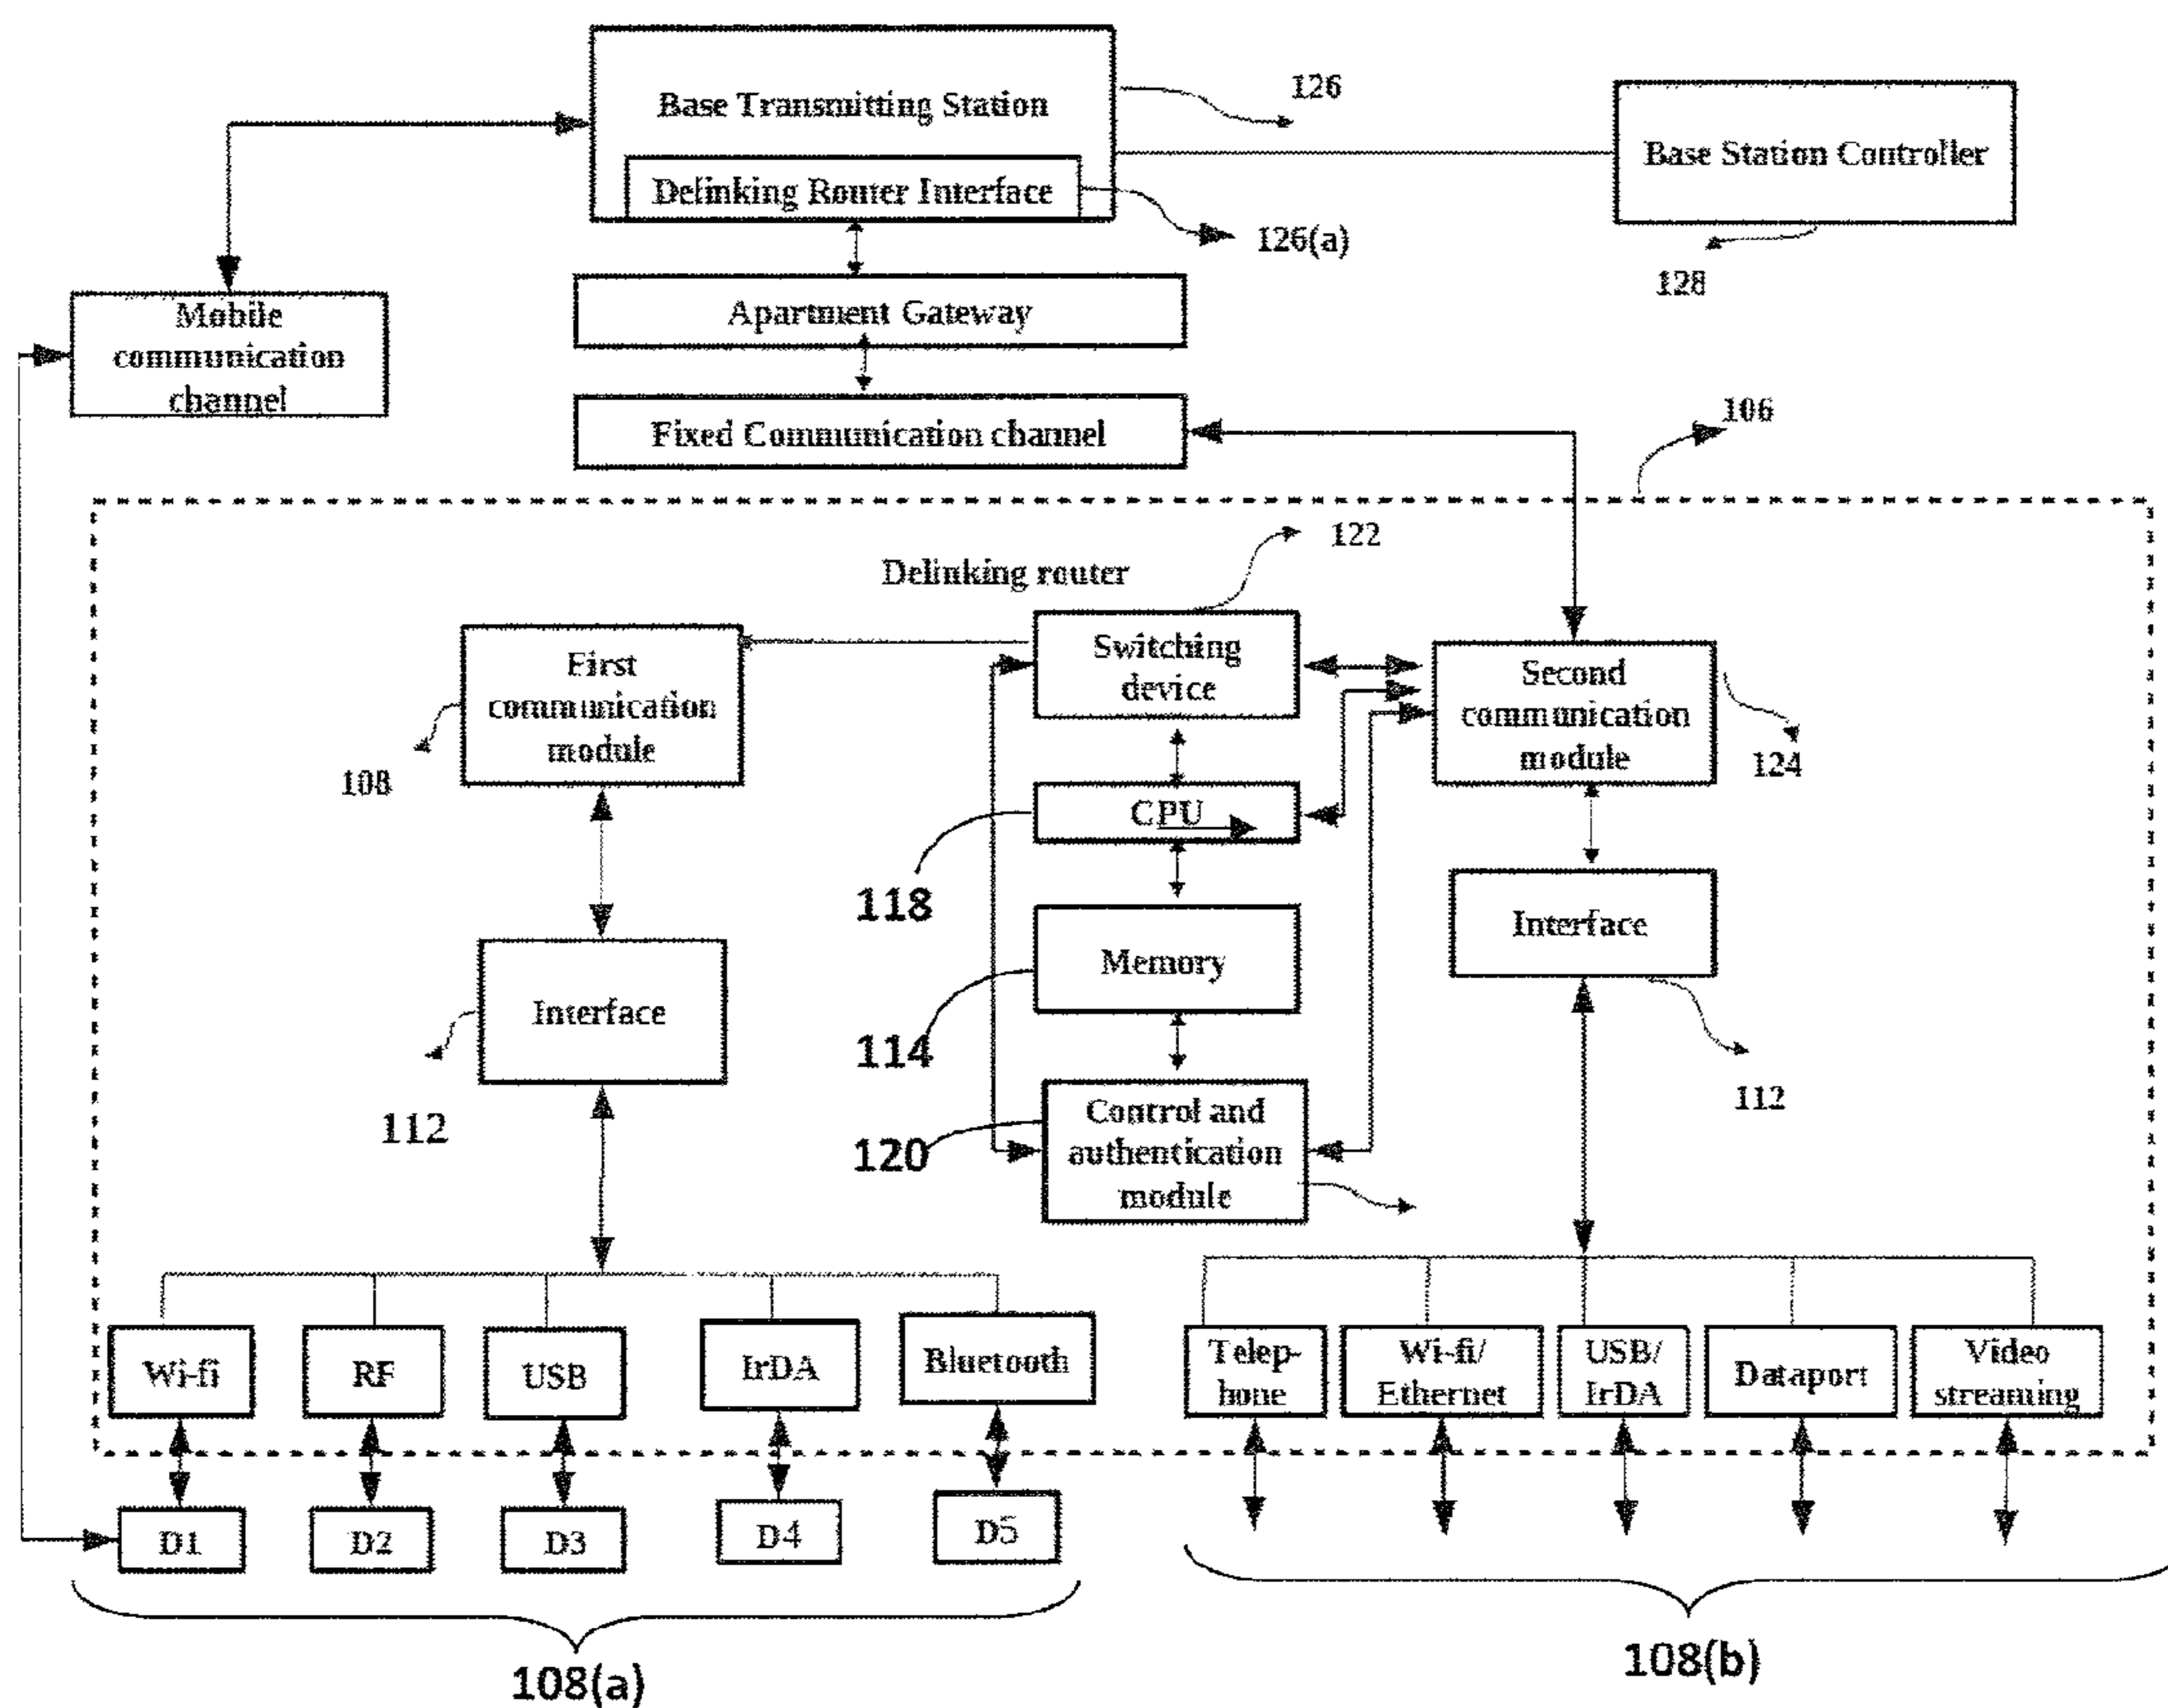 Base Transmitting Station
126
Base Station Controller
Delinking Router Interface
126(a)
128
Mobile
communication
channel
Apartment Gateway
Fixed Communication channel
106
122
Delinking router
First
communication
module
108
Switching
device
Second
communication
module
124
CPU
118
Interface
112
Memory
114
Interface
112
Control and
authentication
module
120
Wi-fi
RF
USB
IrDA
Bluetooth
Telep-
hone
Wi-fi/
Ethernet
USB/
IrDA
Dataport
Video
streaming
D1
D2
D3
D4
D5
108(a)
108(b)